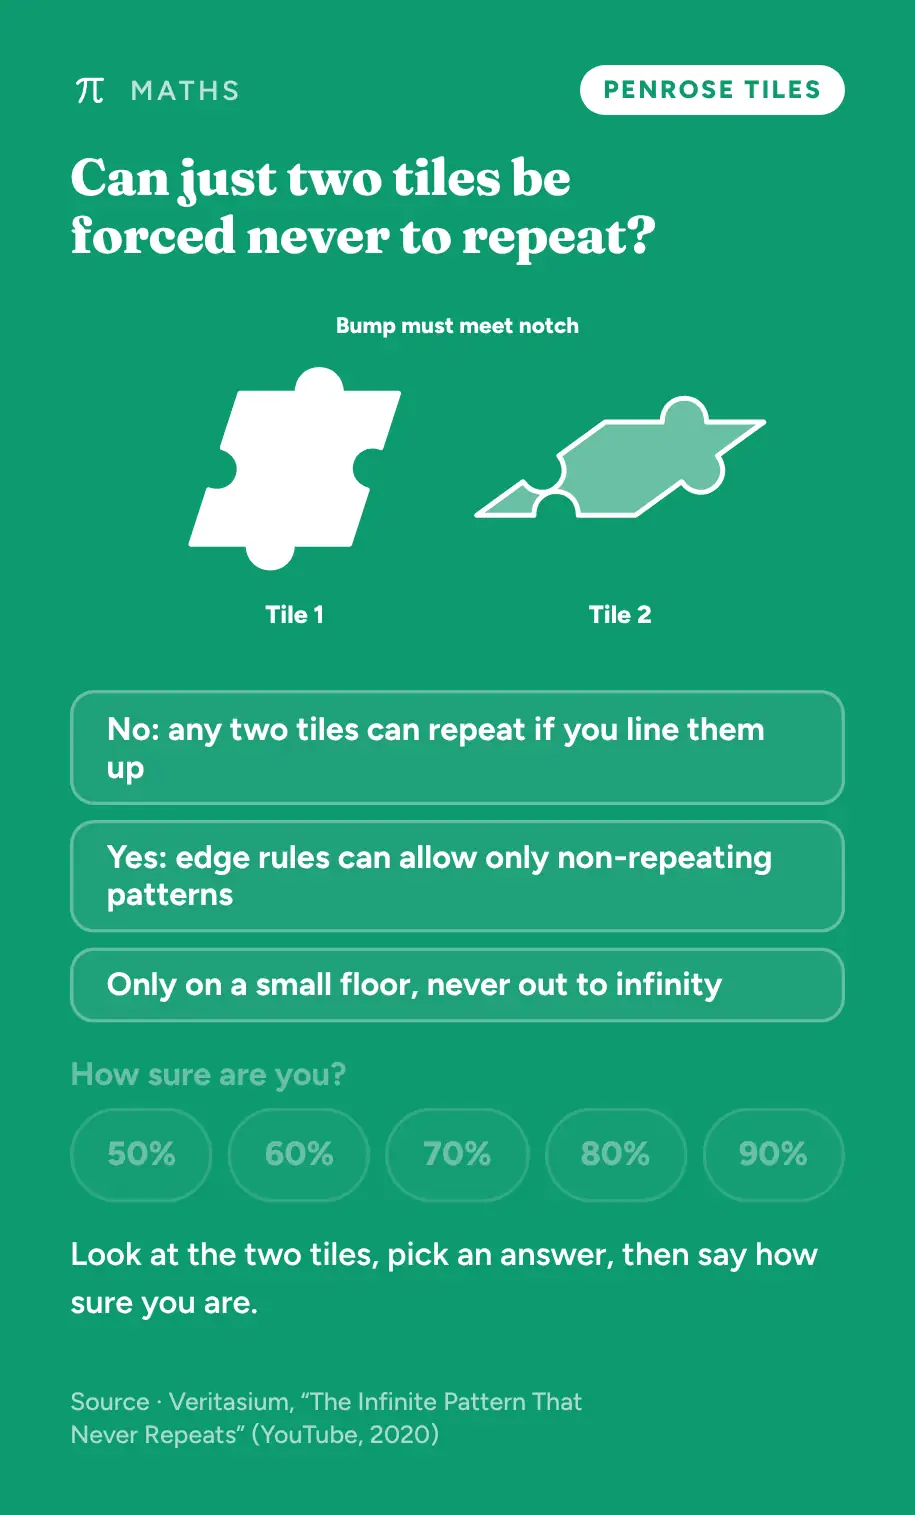 π MATHS
PENROSE TILES
Can just two tiles be
forced never to repeat?
Bump must meet notch
Tile 1
Tile 2
No: any two tiles can repeat if you line them
up
Yes: edge rules can allow only non-repeating
patterns
Only on a small floor, never out to infinity
How sure are you?
50%
60%
70%
80%
90%
Look at the two tiles, pick an answer, then say how
sure you are.
Source · Veritasium, “The Infinite Pattern That
Never Repeats” (YouTube, 2020)